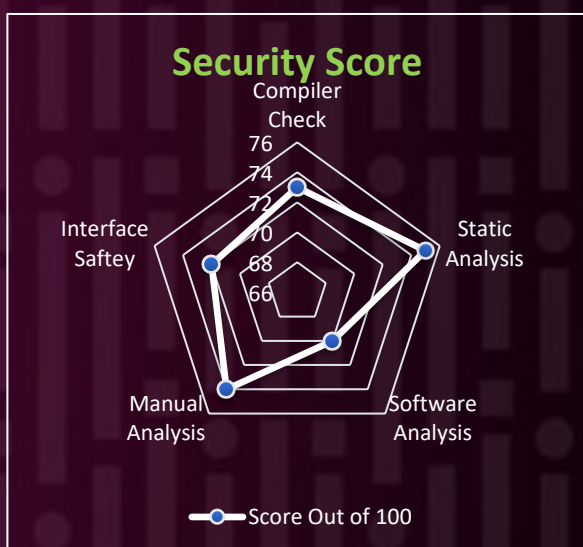 Security Score
Compiler
Check
76
74
72
70
68
66
Static
Analysis
Software
Analysis
Manual
Analysis
Interface
Saftey
Score Out of 100